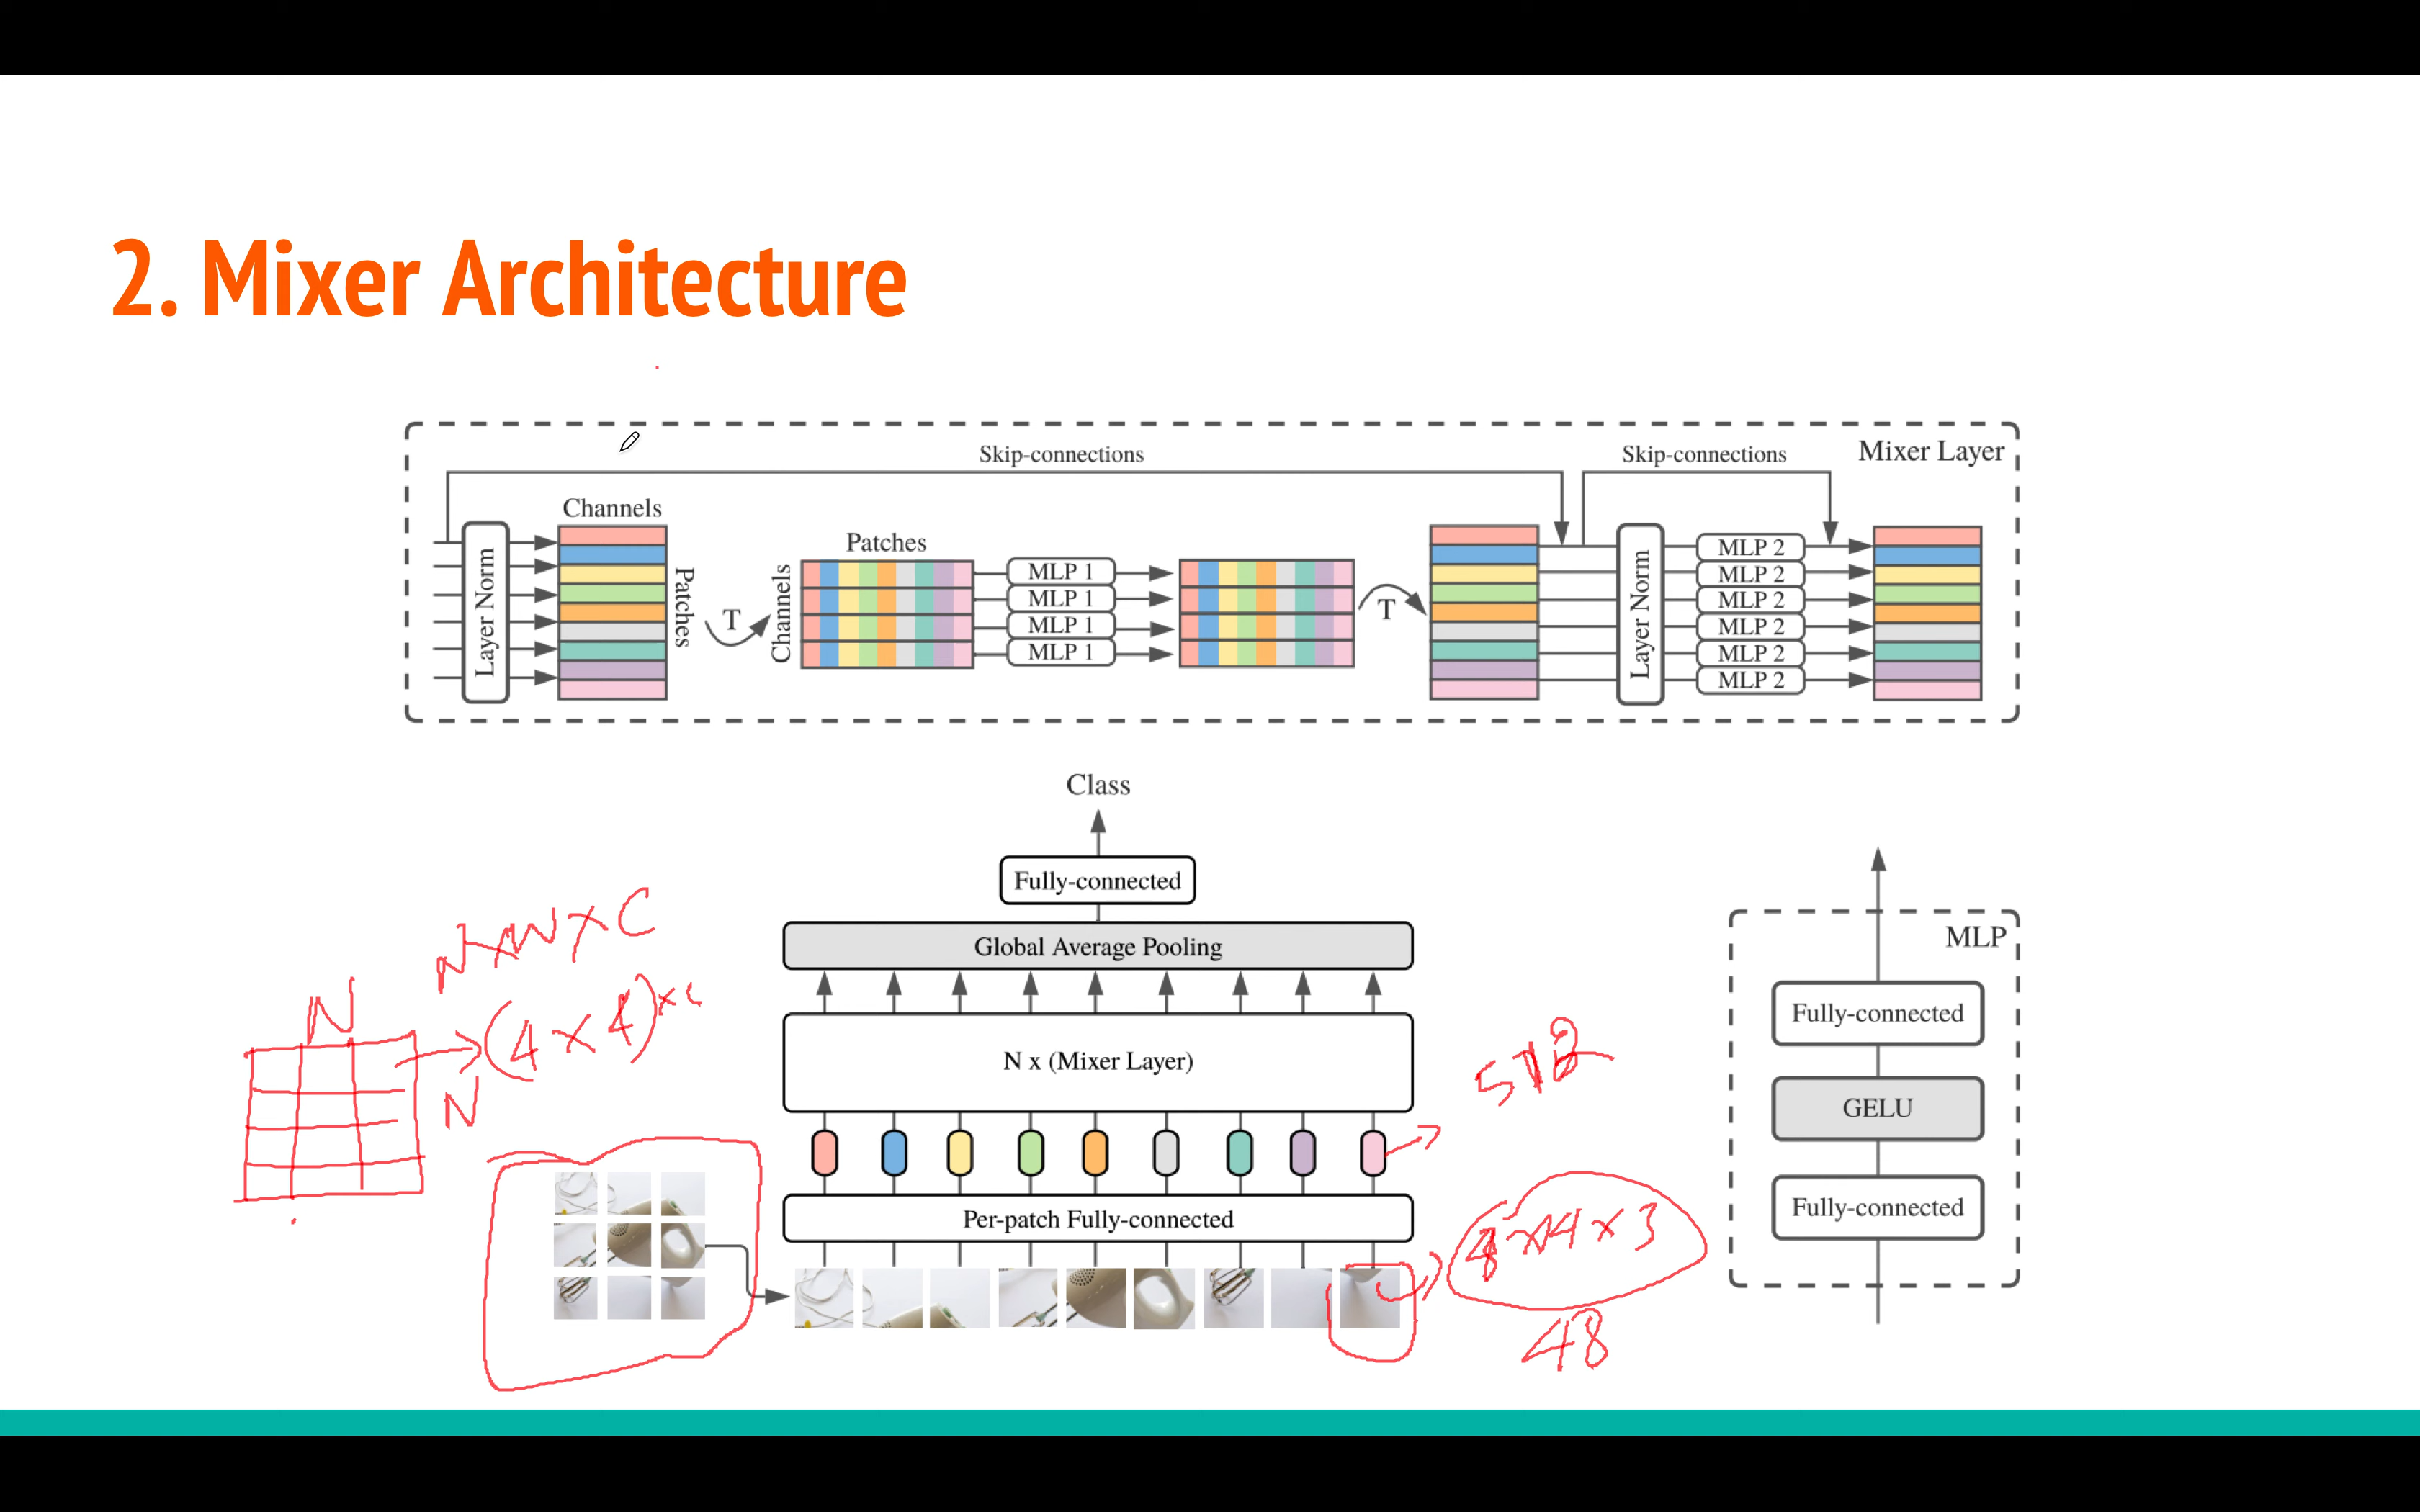 2. Mixer Architecture
Skip-connections
Skip-connections
Mixer Layer
Layer Norm
Channels
Patches
T
Channels
Patches
MLP 1
MLP 1
MLP 1
MLP 1
T
Layer Norm
MLP 2
MLP 2
MLP 2
MLP 2
MLP 2
MLP 2
Class
Fully-connected
Global Average Pooling
N x (Mixer Layer)
Per-patch Fully-connected
MLP
Fully-connected
GELU
Fully-connected
N×N×C
N
(4×4)×c
N
512
4×4×3
48